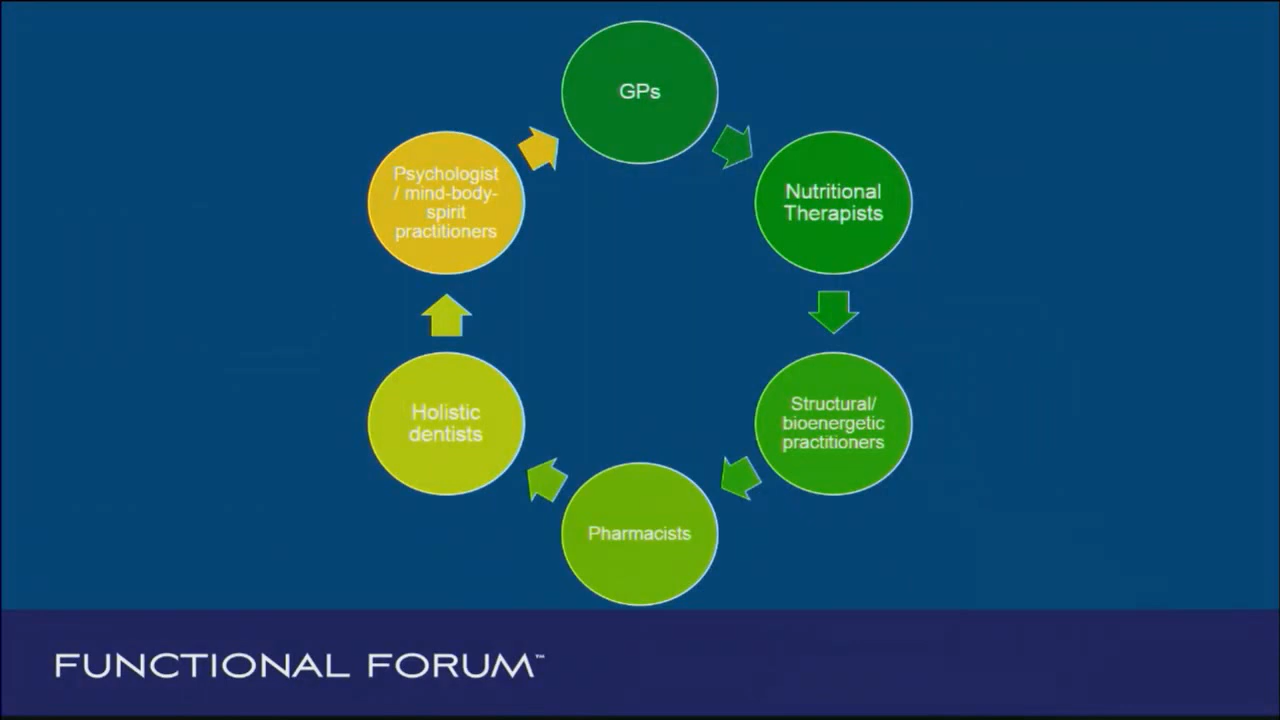 GPs
Nutritional
Therapists
Structural/
bioenergetic
practitioners
Pharmacists
Holistic
dentists
Psychologist
/ mind-body-
spirit
practitioners
FUNCTIONAL FORUM™